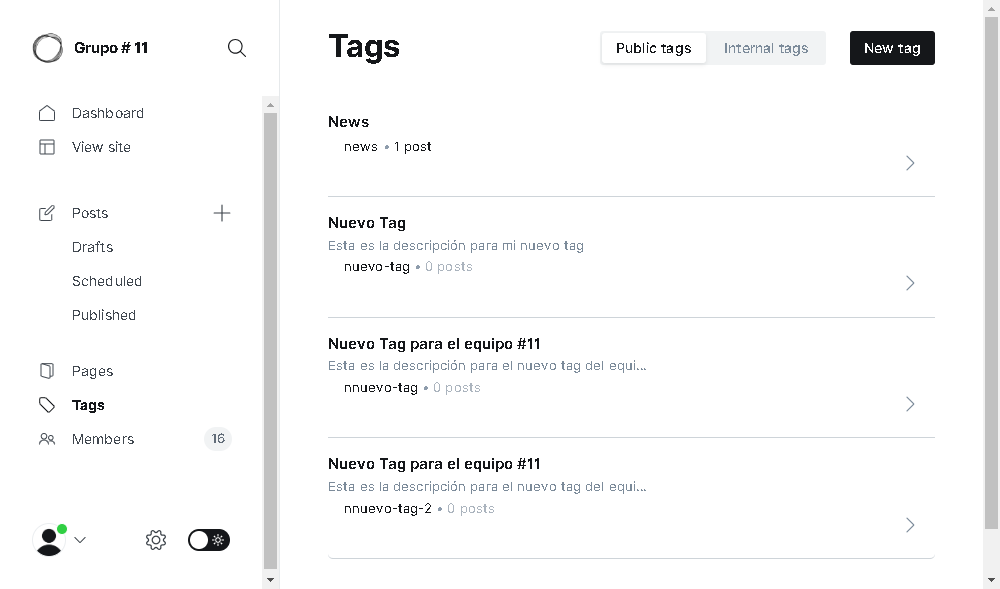 Grupo # 11
Dashboard
View site
Posts
Drafts
Scheduled
Published
Pages
Tags
Members 16
Tags
Public tags Internal tags New tag
News
news • 1 post
Nuevo Tag
Esta es la descripción para mi nuevo tag
nuevo-tag • 0 posts
Nuevo Tag para el equipo #11
Esta es la descripción para el nuevo tag del equi...
nnuevo-tag • 0 posts
Nuevo Tag para el equipo #11
Esta es la descripción para el nuevo tag del equi...
nnuevo-tag-2 • 0 posts